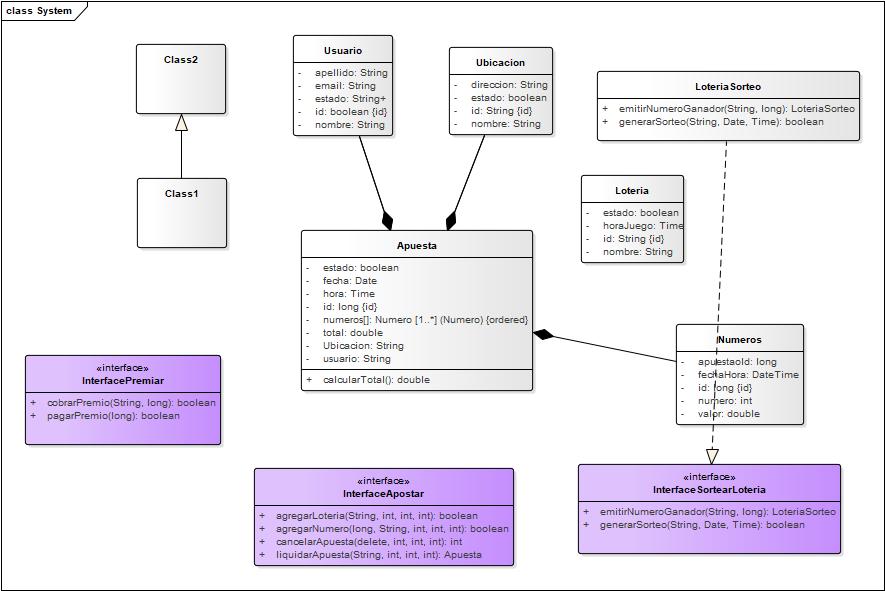 class System
Class2
Class1
Usuario
- apellido: String
- email: String
- estado: String+
- id: boolean {id}
- nombre: String
Ubicacion
- direccion: String
- estado: boolean
- id: String {id}
- nombre: String
LoteriaSorteo
+ emitirNumeroGanador(String, long): LoteriaSorteo
+ generarSorteo(String, Date, Time): boolean
Loteria
- estado: boolean
- horaJuego: Time
- id: String {id}
- nombre: String
Apuesta
- estado: boolean
- fecha: Date
- hora: Time
- id: long {id}
- numeros[]: Numero [1..*] (Numero) {ordered}
- total: double
- Ubicacion: String
- usuario: String
+ calcularTotal(): double
Numeros
- apuestaId: long
- fechaHora: DateTime
- id: long {id}
- numero: int
- valor: double
«interface»
InterfacePremiar
+ cobrarPremio(String, long): boolean
+ pagarPremio(long): boolean
«interface»
InterfaceApostar
+ agregarLoteria(String, int, int, int): boolean
+ agregarNumero(long, String, int, int, int): boolean
+ cancelarApuesta(delete, int, int, int): int
+ liquidarApuesta(String, int, int, int): Apuesta
«interface»
InterfaceSortearLoteria
+ emitirNumeroGanador(String, long): LoteriaSorteo
+ generarSorteo(String, Date, Time): boolean